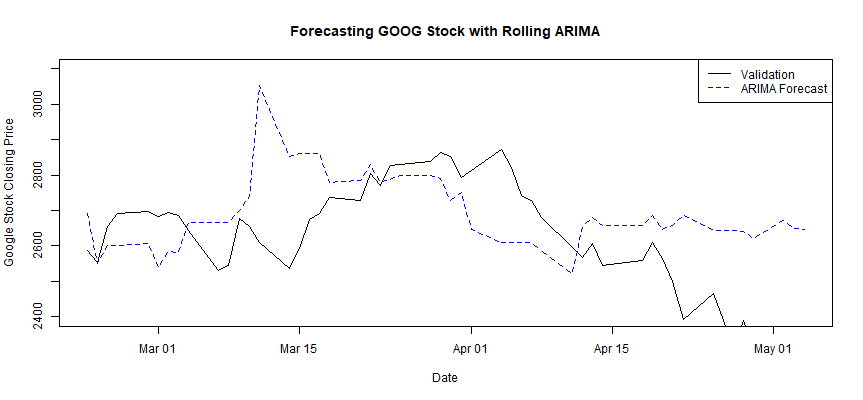 Forecasting GOOG Stock with Rolling ARIMA
Validation
ARIMA Forecast
Google Stock Closing Price
3000
2800
2600
2400
Mar 01
Mar 15
Apr 01
Apr 15
May 01
Date